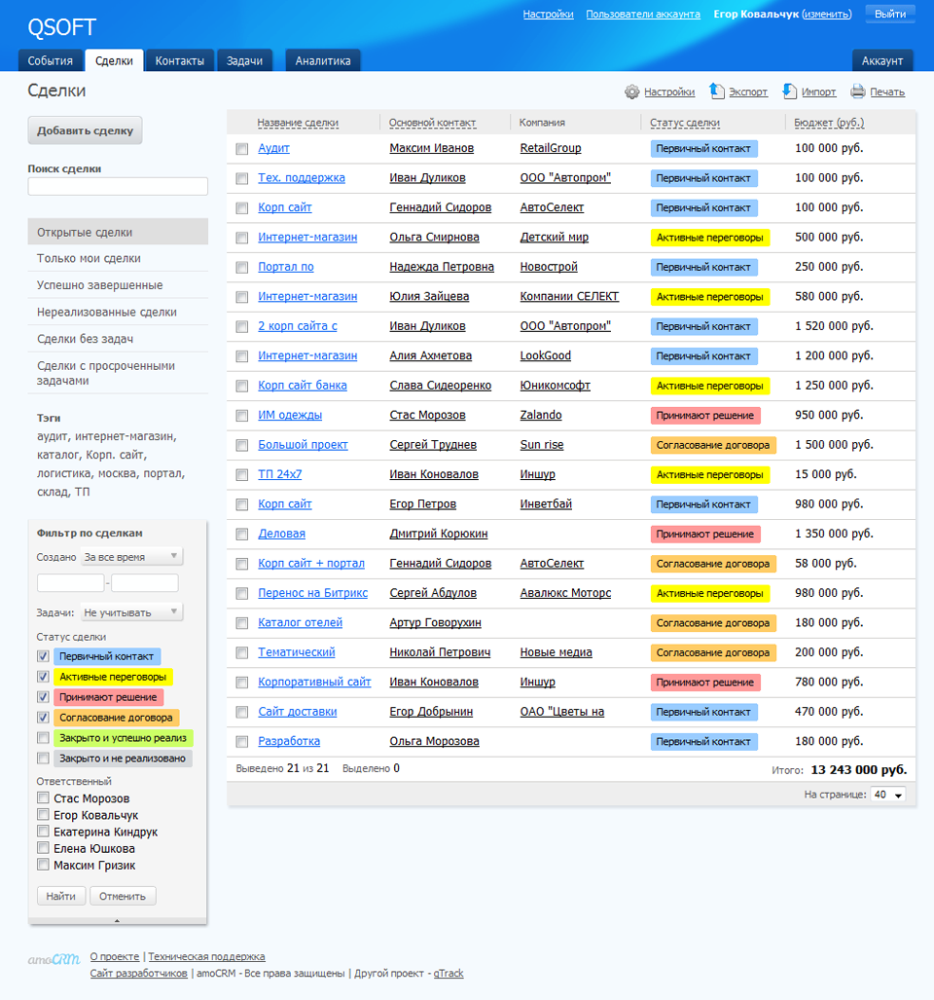 QSOFT
Настройки Пользователи аккаунта Егор Ковальчук (изменить) Выйти
События Сделки Контакты Задачи Аналитика Аккаунт
Сделки
Настройки Экспорт Импорт Печать
Добавить сделку
Поиск сделки
Открытые сделки
Только мои сделки
Успешно завершенные
Нереализованные сделки
Сделки без задач
Сделки с просроченными
задачами
Тэги
аудит, интернет-магазин,
каталог, Корп. сайт,
логистика, москва, портал,
склад, ТП
Фильтр по сделкам
Создано За все время
-
Задачи: Не учитывать
Статус сделки
Первичный контакт
Активные переговоры
Принимают решение
Согласование договора
Закрыто и успешно реализ
Закрыто и не реализовано
Ответственный
Стас Морозов
Егор Ковальчук
Екатерина Киндрук
Елена Юшкова
Максим Гризик
Найти Отменить
Название сделки Основной контакт Компания Статус сделки Бюджет (руб.)
Аудит Максим Иванов RetailGroup Первичный контакт 100 000 руб.
Тех. поддержка Иван Дуликов ООО "Автопром" Первичный контакт 100 000 руб.
Корп сайт Геннадий Сидоров АвтоСелект Первичный контакт 100 000 руб.
Интернет-магазин Ольга Смирнова Детский мир Активные переговоры 500 000 руб.
Портал по Надежда Петровна Новострой Первичный контакт 250 000 руб.
Интернет-магазин Юлия Зайцева Компании СЕЛЕКТ Активные переговоры 580 000 руб.
2 корп сайта с Иван Дуликов ООО "Автопром" Первичный контакт 1 520 000 руб.
Интернет-магазин Алия Ахметова LookGood Первичный контакт 1 200 000 руб.
Корп сайт банка Слава Сидеоренко Юникомсофт Активные переговоры 1 250 000 руб.
ИМ одежды Стас Морозов Zalando Принимают решение 950 000 руб.
Большой проект Сергей Труднев Sun rise Согласование договора 1 500 000 руб.
ТП 24х7 Иван Коновалов Иншур Активные переговоры 15 000 руб.
Корп сайт Егор Петров Инветбай Первичный контакт 980 000 руб.
Деловая Дмитрий Корюкин Принимают решение 1 350 000 руб.
Корп сайт + портал Геннадий Сидоров АвтоСелект Согласование договора 58 000 руб.
Перенос на Битрикс Сергей Абдулов Авалюкс Моторс Активные переговоры 980 000 руб.
Каталог отелей Артур Говорухин Согласование договора 180 000 руб.
Тематический Николай Петрович Новые медиа Согласование договора 200 000 руб.
Корпоративный сайт Иван Коновалов Иншур Принимают решение 780 000 руб.
Сайт доставки Егор Добрынин ОАО "Цветы на Первичный контакт 470 000 руб.
Разработка Ольга Морозова Первичный контакт 180 000 руб.
Выведено 21 из 21 Выделено 0 Итого: 13 243 000 руб.
На странице: 40
amoCRM О проекте | Техническая поддержка
Сайт разработчиков | amoCRM - Все права защищены | Другой проект - qTrack